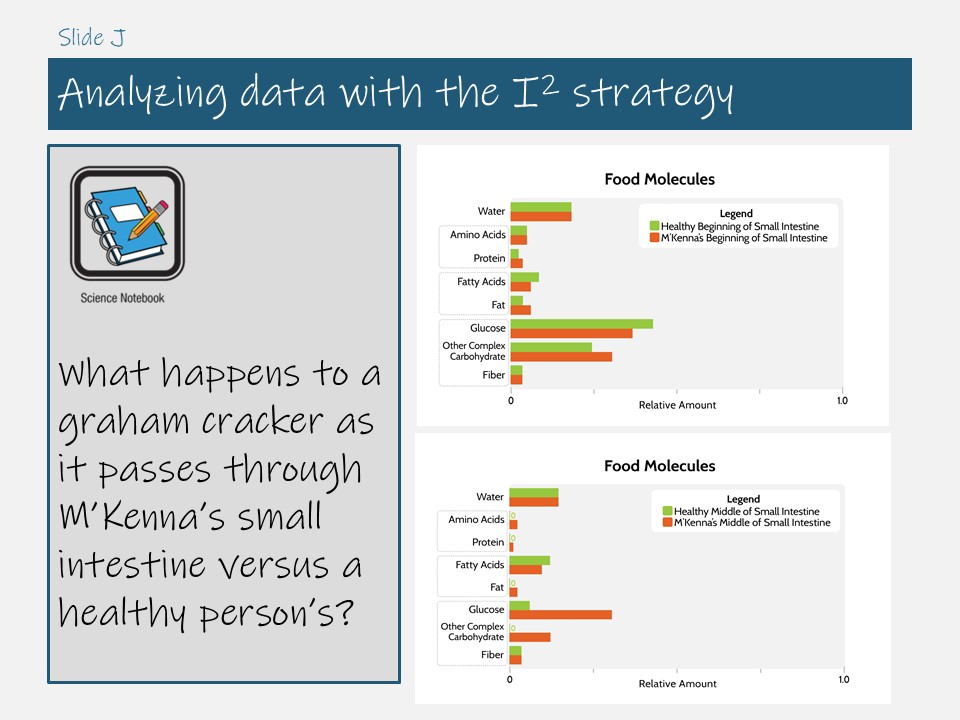 Slide J
Analyzing data with the I² strategy
Science Notebook
What happens to a
graham cracker as
it passes through
M'Kenna's small
intestine versus a
healthy person's?
Food Molecules
Legend
Healthy Beginning of Small Intestine
M'Kenna's Beginning of Small Intestine
Water
Amino Acids
Protein
Fatty Acids
Fat
Glucose
Other Complex
Carbohydrate
Fiber
0
1.0
Relative Amount
Food Molecules
Legend
Healthy Middle of Small Intestine
M'Kenna's Middle of Small Intestine
Water
Amino Acids 0
Protein 0
Fatty Acids
Fat 0
Glucose
Other Complex
Carbohydrate 0
Fiber
0
1.0
Relative Amount